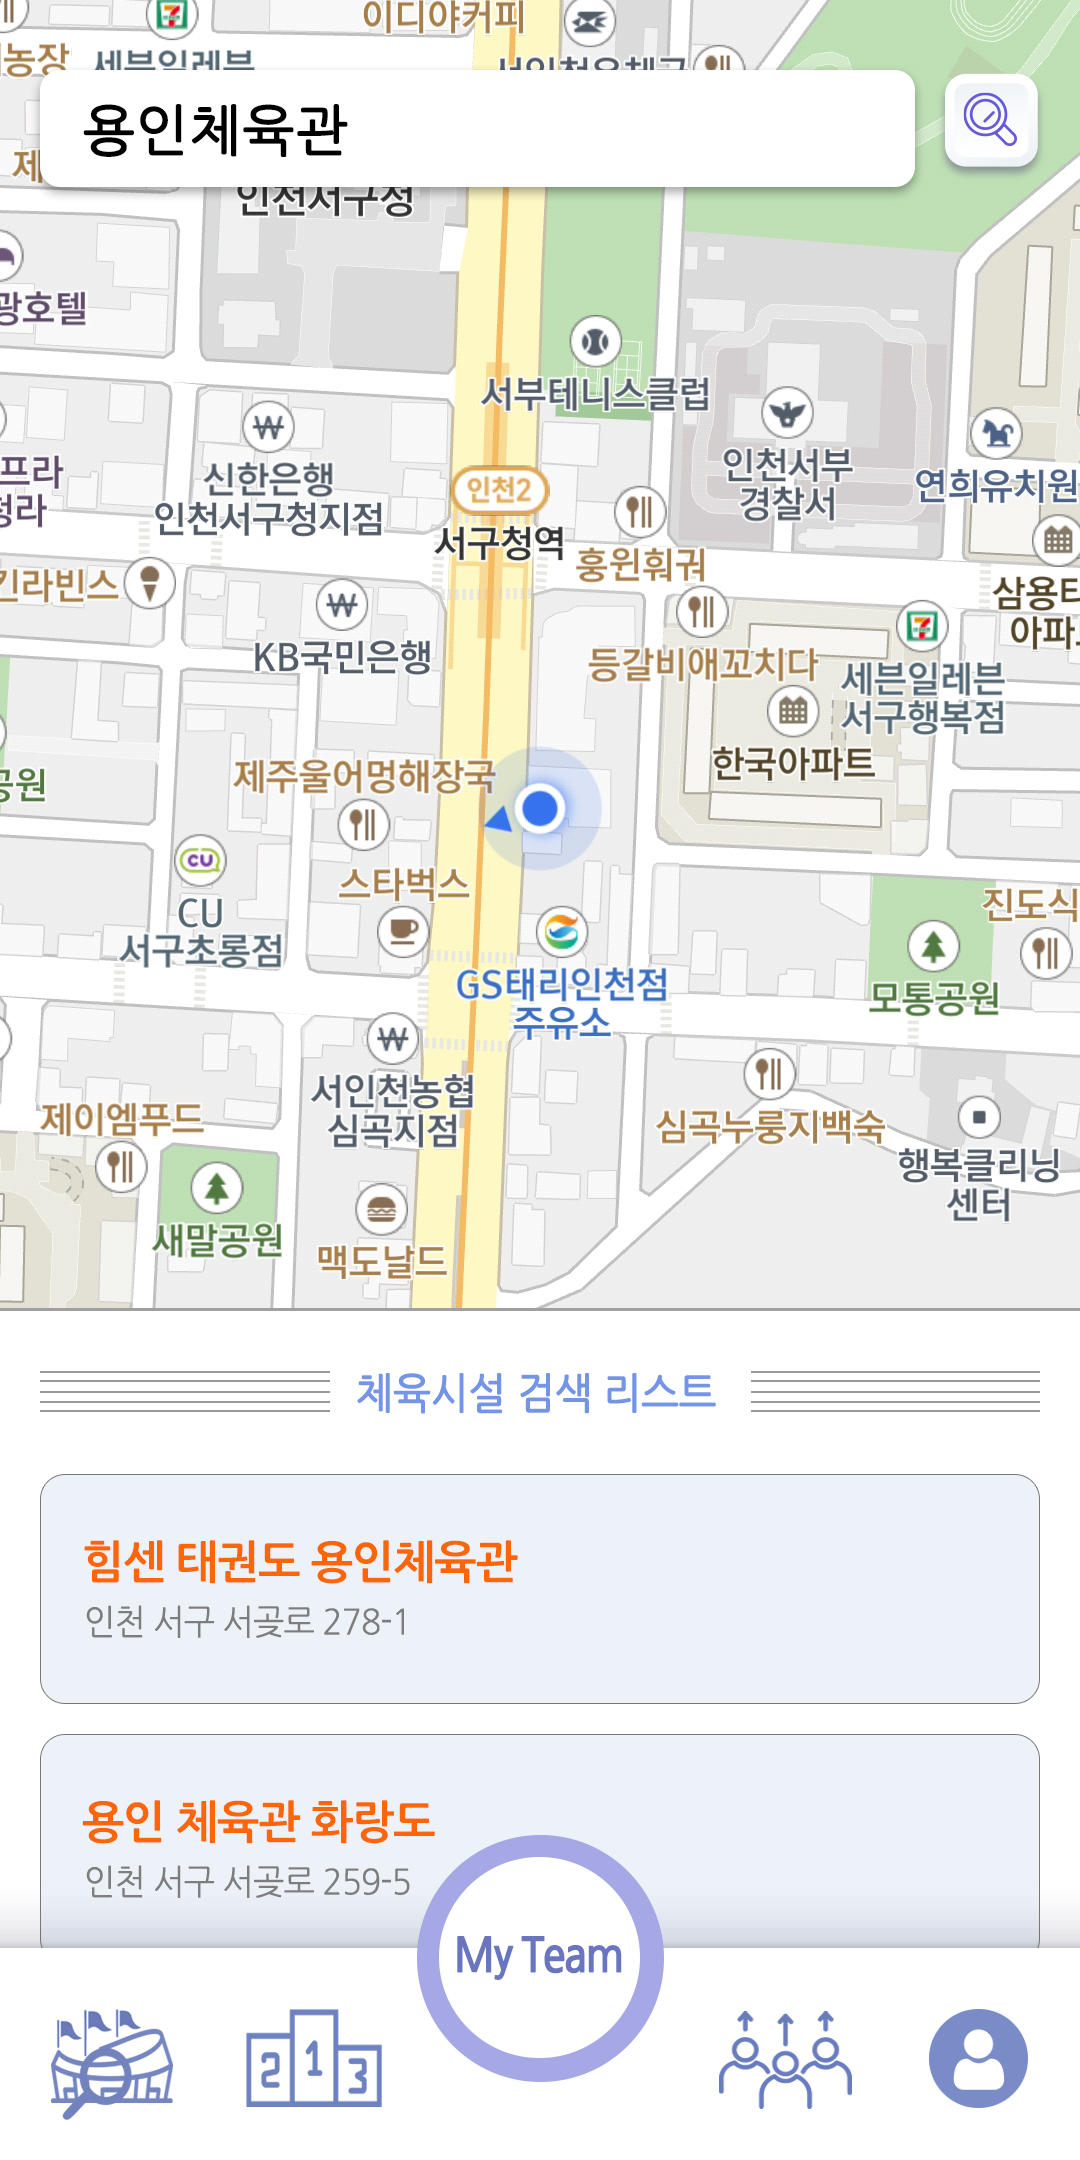 이디야커피
농장
세븐일레븐
용인체육관
제
인천서구청
광호텔
서부테니스클럽
신한은행
인천서구청지점
인천2
서구청역
인천서부
경찰서
연희유치원
프라
청라
흥윈훠궈
킨라빈스
KB국민은행
등갈비애꼬치다
세븐일레븐
서구행복점
삼용
아파
한국아파트
공원
제주울어멍해장국
스타벅스
CU
CU
서구초롱점
GS태리인천점
주유소
진도식
모통공원
서인천농협
심곡지점
제이엠푸드
심곡누룽지백숙
행복클리닝
센터
새말공원
맥도날드
체육시설 검색 리스트
힘센 태권도 용인체육관
인천 서구 서곶로 278-1
용인 체육관 화랑도
인천 서구 서곶로 259-5
My Team
2 1 3